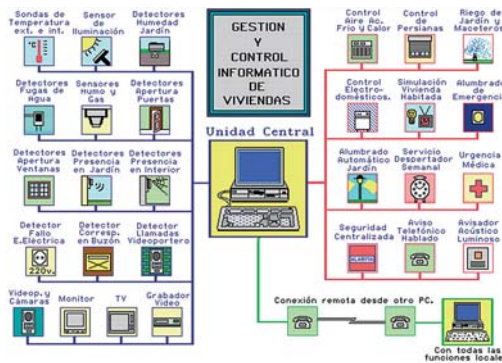 Sondas de
Temperatura
ext. e int.
Sensor
de
Iluminación
Detectores
Humedad
Jardín
Detectores
Fugas de
Agua
Sensores
Humo y
Gas
Detectores
Apertura
Puertas
Detectores
Apertura
Ventanas
Detectores
Presencia
en Jardín
Detectores
Presencia
en Interior
Detector
Fallo
E.Eléctrica
220v.
Detector
Corresp.
en Buzón
Detector
Llamadas
Videoportero
Videop.y
Cámaras
Monitor
TV
Grabador
Vídeo
GESTION
Y
CONTROL
INFORMATICO
DE
VIVIENDAS
Unidad Central
Control
Aire Ac.
Frío y Calor
Control
de
Persianas
Riego de
Jardín y
Maceteros
Control
Electro-
domésticos.
Simulación
Vivienda
Habitada
Alumbrado
de
Emergenci
Alumbrado
Automático
Jardín
Servicio
Despertador
Semanal
Urgencia
Médica
Seguridad
Centralizada
ALARMA
Aviso
Telefónico
Hablado
Avisador
Acústico
Luminoso
Conexión remota desde otro PC.
Con todas las
funciones locale